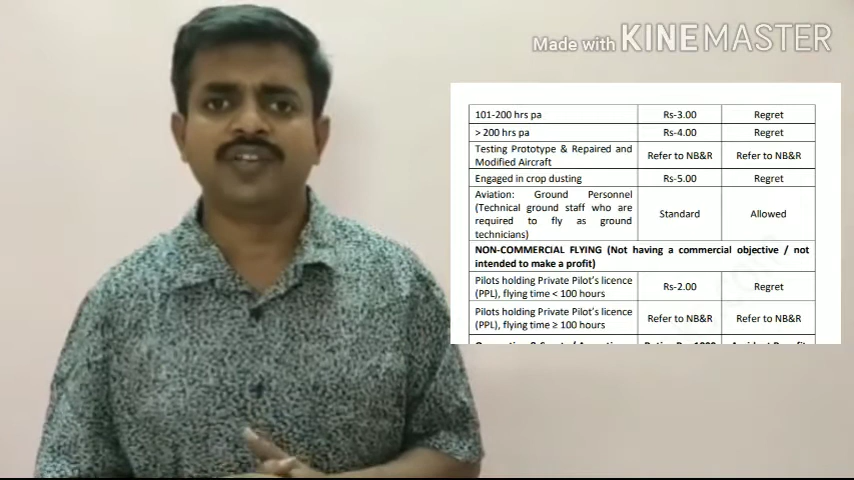 Made with KINEMASTER
101-200 hrs pa Rs-3.00 Regret
> 200 hrs pa Rs-4.00 Regret
Testing Prototype & Repaired and
Modified Aircraft Refer to NB&R Refer to NB&R
Engaged in crop dusting Rs-5.00 Regret
Aviation: Ground Personnel
(Technical ground staff who are
required to fly as ground
technicians) Standard Allowed
NON-COMMERCIAL FLYING (Not having a commercial objective / not
intended to make a profit)
Pilots holding Private Pilot's licence
(PPL), flying time < 100 hours Rs-2.00 Regret
Pilots holding Private Pilot's licence
(PPL), flying time ≥ 100 hours Refer to NB&R Refer to NB&R